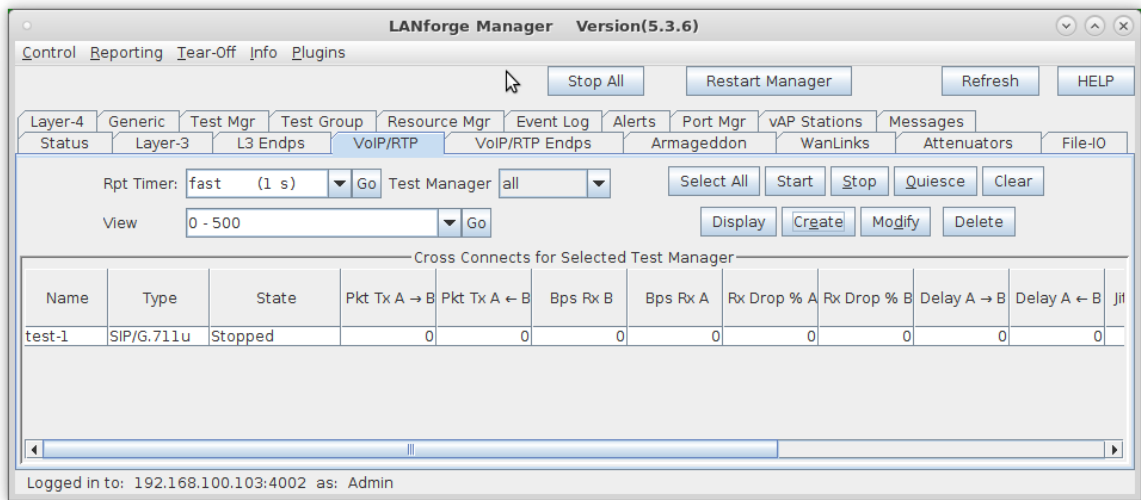 LANforge Manager    Version(5.3.6)
Control  Reporting  Tear-Off  Info  Plugins
Stop All  Restart Manager  Refresh  HELP
Layer-4  Generic  Test Mgr  Test Group  Resource Mgr  Event Log  Alerts  Port Mgr  vAP Stations  Messages
Status  Layer-3  L3 Endps  VoIP/RTP  VoIP/RTP Endps  Armageddon  WanLinks  Attenuators  File-IO
Rpt Timer:  fast    (1 s)  Go  Test Manager  all  Select All  Start  Stop  Quiesce  Clear
View  0 - 500  Go  Display  Create  Modify  Delete
Cross Connects for Selected Test Manager
Name  Type  State  Pkt Tx A → B  Pkt Tx A ← B  Bps Rx B  Bps Rx A  Rx Drop % A  Rx Drop % B  Delay A → B  Delay A ← B  Jit
test-1  SIP/G.711u  Stopped  0  0  0  0  0  0  0  0
Logged in to:  192.168.100.103:4002  as:  Admin